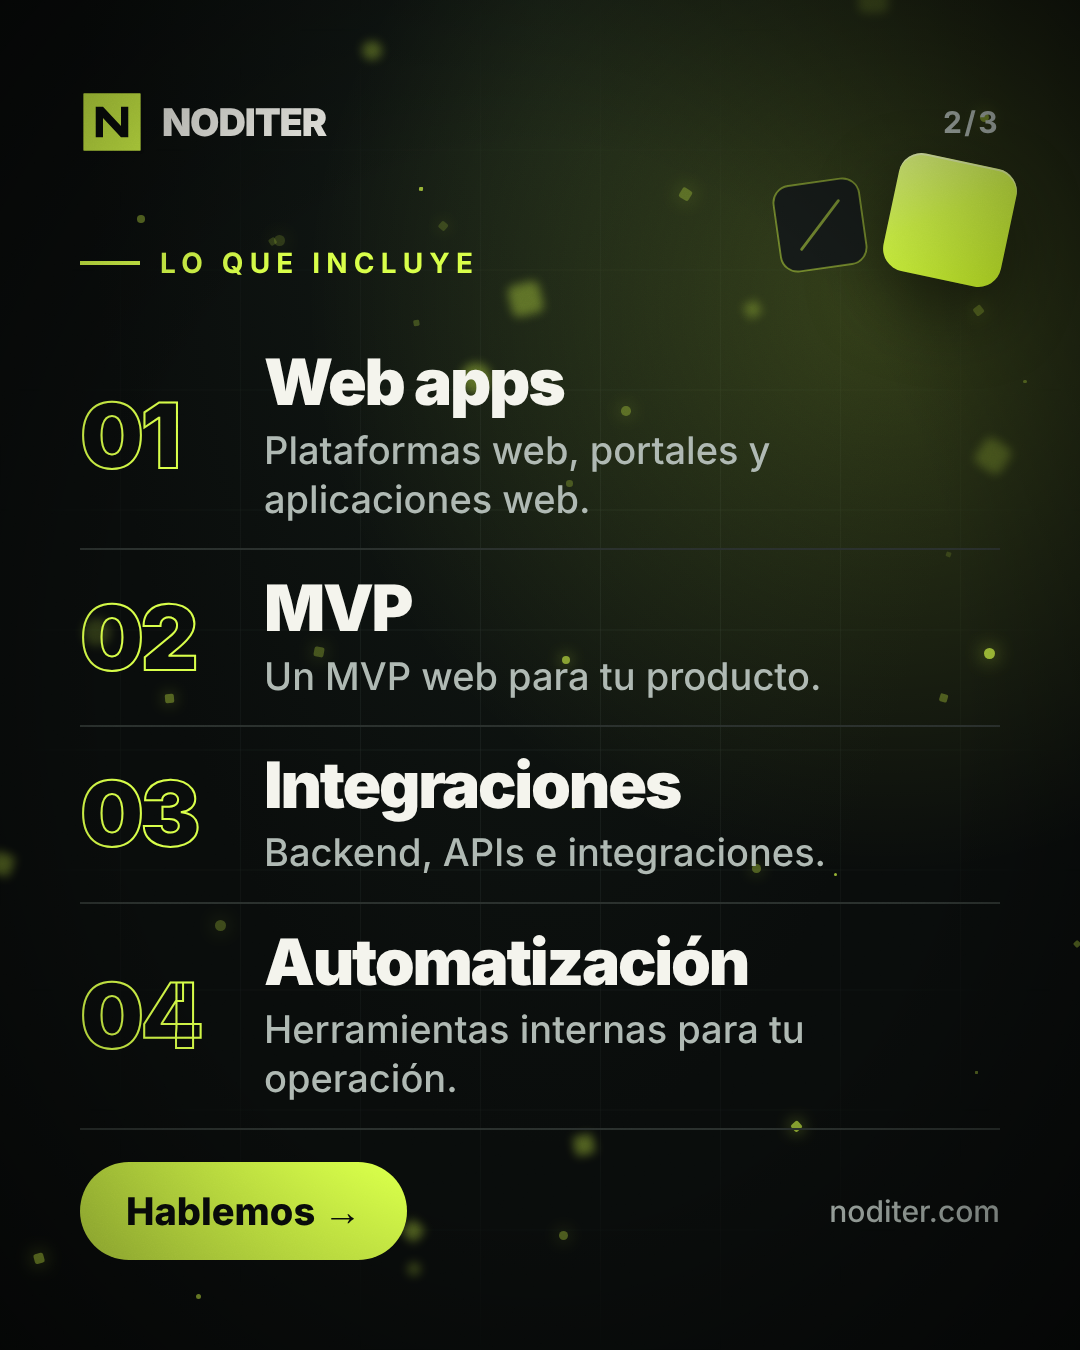 N NODITER
2/3
LO QUE INCLUYE
01
Web apps
Plataformas web, portales y
aplicaciones web.
02
MVP
Un MVP web para tu producto.
03
Integraciones
Backend, APIs e integraciones.
04
Automatización
Herramientas internas para tu
operación.
Hablemos →
noditer.com